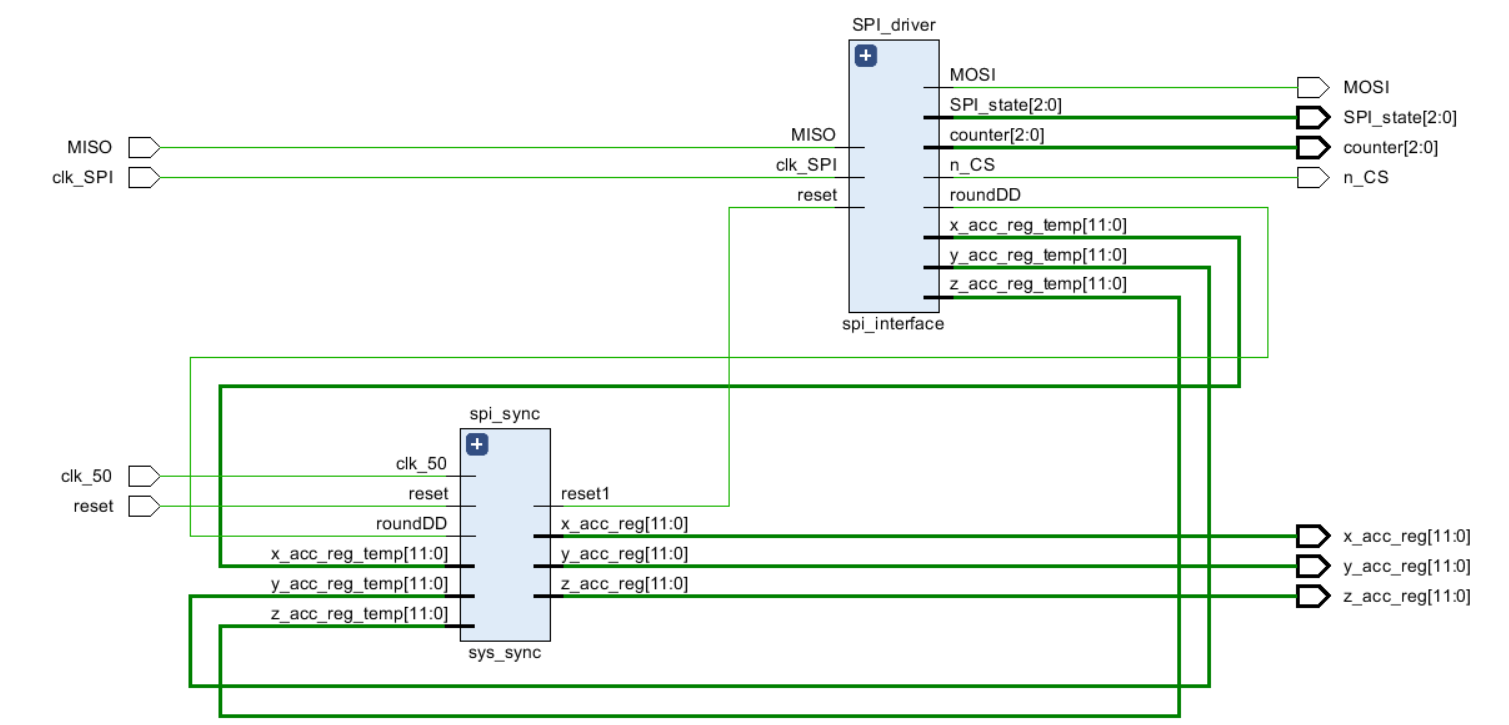 SPI_driver
MOSI
MOSI
SPI_state[2:0]
SPI_state[2:0]
MISO
MISO
counter[2:0]
counter[2:0]
clk_SPI
clk_SPI
n_CS
n_CS
reset
roundDD
x_acc_reg_temp[11:0]
y_acc_reg_temp[11:0]
z_acc_reg_temp[11:0]
spi_interface
spi_sync
clk_50
clk_50
reset
reset
reset1
roundDD
x_acc_reg[11:0]
x_acc_reg[11:0]
x_acc_reg_temp[11:0]
y_acc_reg[11:0]
y_acc_reg[11:0]
y_acc_reg_temp[11:0]
z_acc_reg[11:0]
z_acc_reg[11:0]
z_acc_reg_temp[11:0]
sys_sync